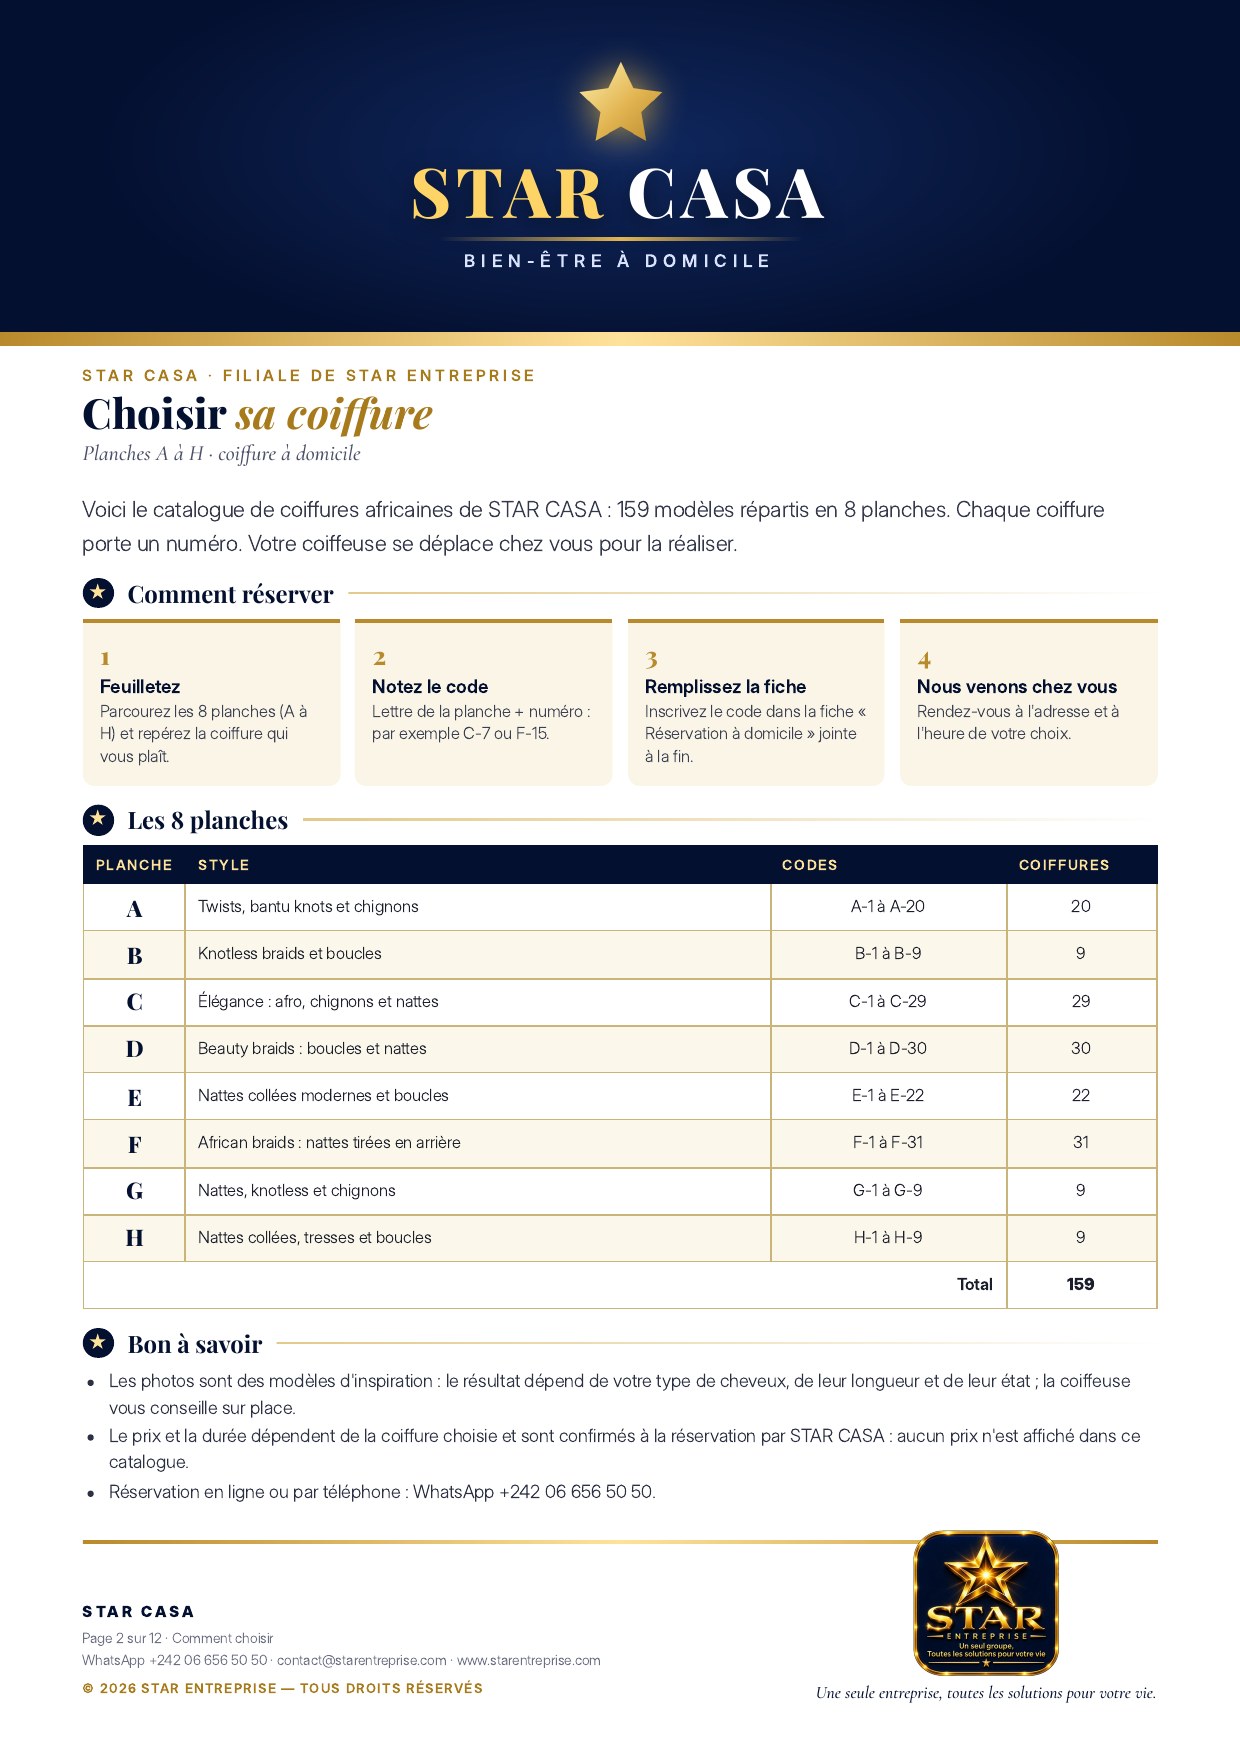 STAR CASA
BIEN-ÊTRE À DOMICILE
STAR CASA · FILIALE DE STAR ENTREPRISE
Choisir sa coiffure
Planches A à H · coiffure à domicile
Voici le catalogue de coiffures africaines de STAR CASA : 159 modèles répartis en 8 planches. Chaque coiffure
porte un numéro. Votre coiffeuse se déplace chez vous pour la réaliser.
Comment réserver
1
Feuilletez
Parcourez les 8 planches (A à
H) et repérez la coiffure qui
vous plaît.
2
Notez le code
Lettre de la planche + numéro :
par exemple C-7 ou F-15.
3
Remplissez la fiche
Inscrivez le code dans la fiche «
Réservation à domicile » jointe
à la fin.
4
Nous venons chez vous
Rendez-vous à l'adresse et à
l'heure de votre choix.
Les 8 planches
PLANCHE STYLE CODES COIFFURES
A Twists, bantu knots et chignons A-1 à A-20 20
B Knotless braids et boucles B-1 à B-9 9
C Élégance : afro, chignons et nattes C-1 à C-29 29
D Beauty braids : boucles et nattes D-1 à D-30 30
E Nattes collées modernes et boucles E-1 à E-22 22
F African braids : nattes tirées en arrière F-1 à F-31 31
G Nattes, knotless et chignons G-1 à G-9 9
H Nattes collées, tresses et boucles H-1 à H-9 9
Total 159
Bon à savoir
• Les photos sont des modèles d'inspiration : le résultat dépend de votre type de cheveux, de leur longueur et de leur état ; la coiffeuse
vous conseille sur place.
• Le prix et la durée dépendent de la coiffure choisie et sont confirmés à la réservation par STAR CASA : aucun prix n'est affiché dans ce
catalogue.
• Réservation en ligne ou par téléphone : WhatsApp +242 06 656 50 50.
STAR CASA
Page 2 sur 12 · Comment choisir
WhatsApp +242 06 656 50 50 · contact@starentreprise.com · www.starentreprise.com
© 2026 STAR ENTREPRISE — TOUS DROITS RÉSERVÉS
STAR
ENTREPRISE
Un seul groupe,
Toutes les solutions pour votre vie
Une seule entreprise, toutes les solutions pour votre vie.